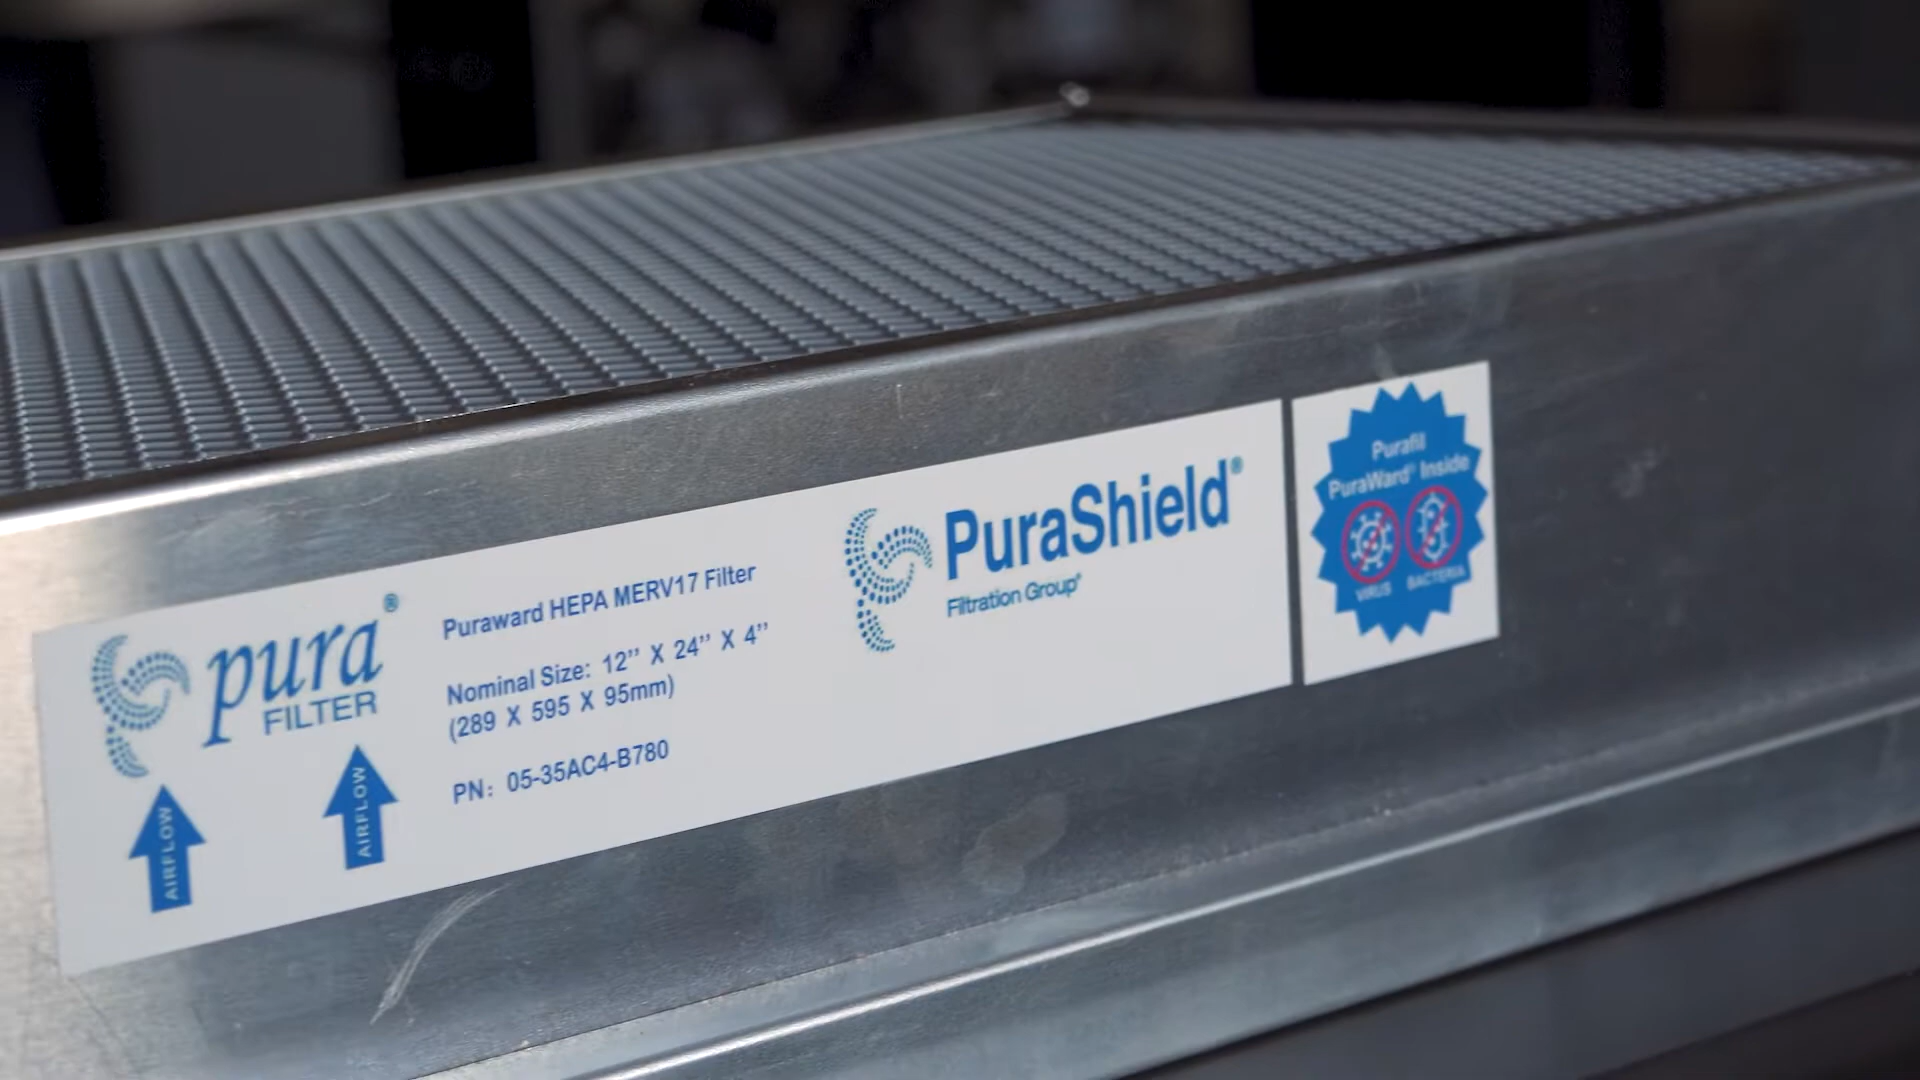 pura®
FILTER
AIRFLOW
AIRFLOW
Puraward HEPA MERV17 Filter
Nominal Size: 12’’ X 24’’ X 4’’
(289 X 595 X 95mm)
PN: 05-35AC4-B780
PuraShield®
Filtration Group®
Purafil
PuraWard® Inside
VIRUS
BACTERIA